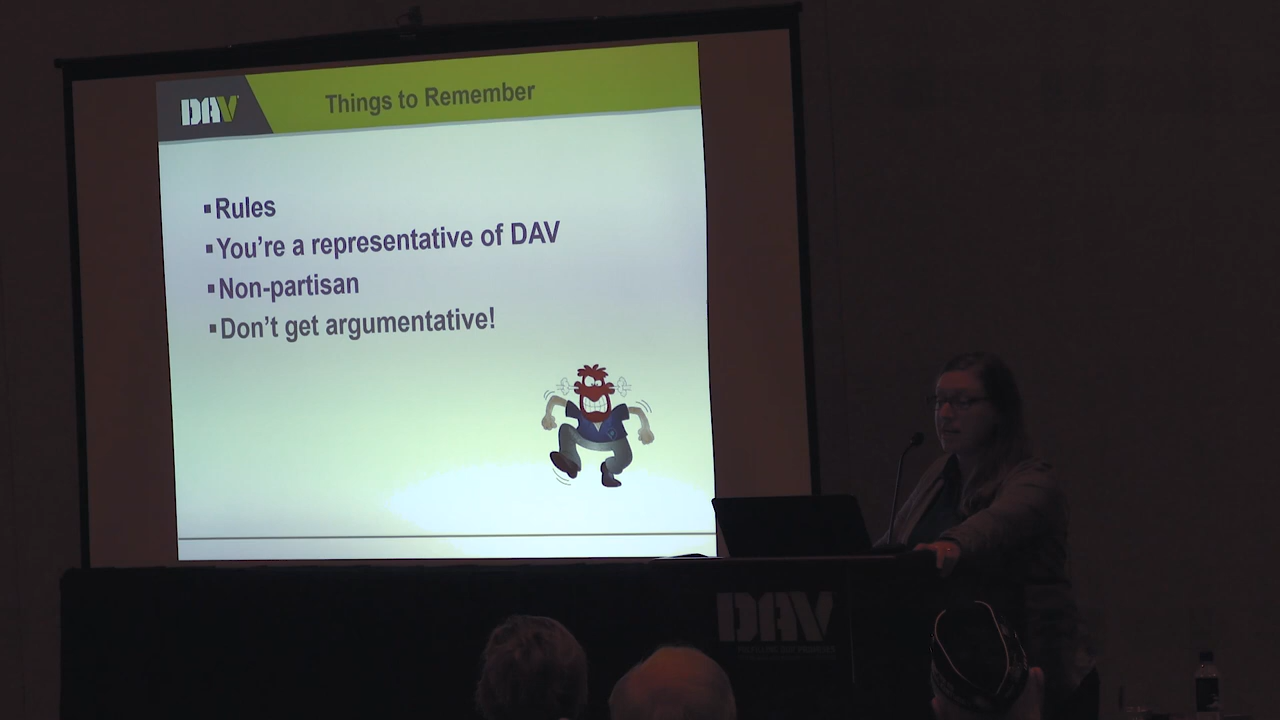 DAV
Things to Remember
▪Rules
▪You're a representative of DAV
▪Non-partisan
▪Don't get argumentative!
DAV